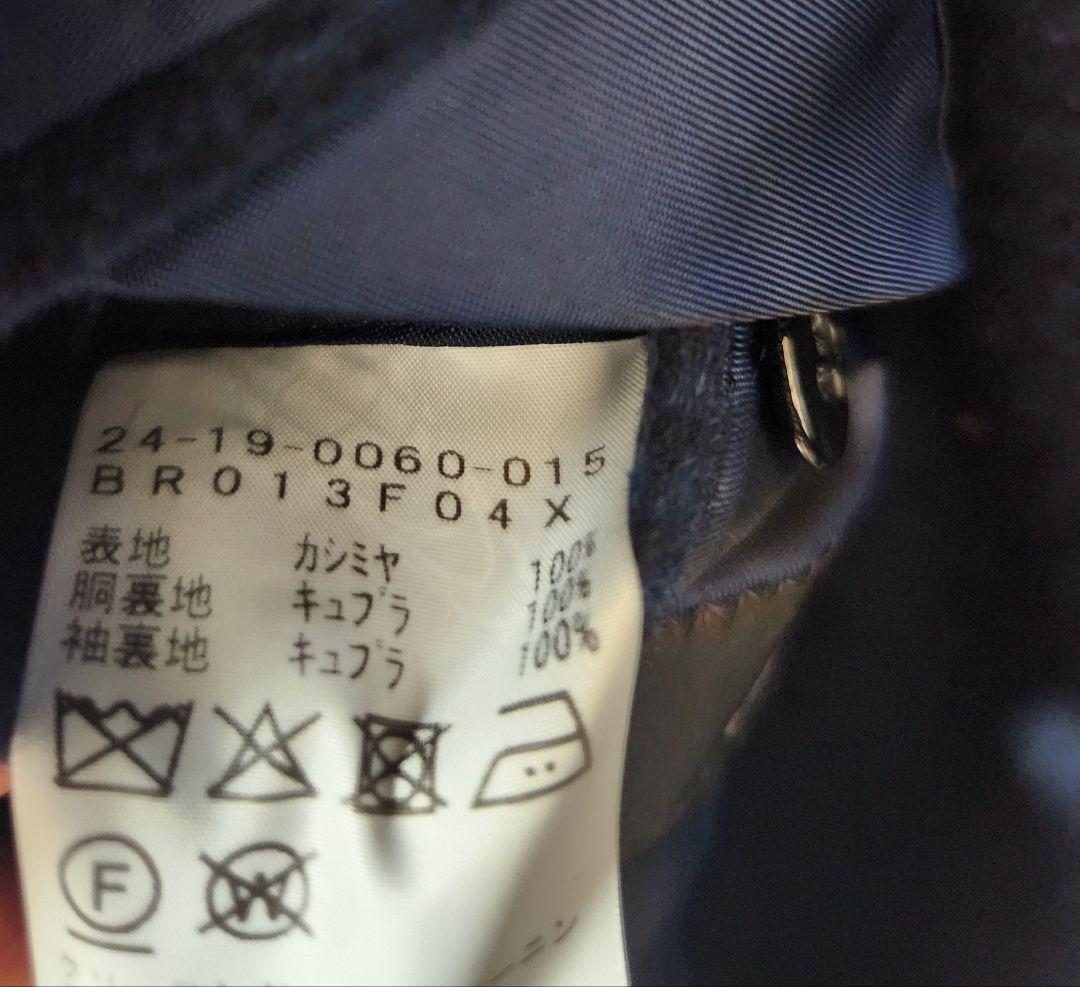 24-19-0060-015
BR013F04X
表地 カシミヤ 100%
胴裏地 キュプラ 100%
袖裏地 キュプラ 100%
F
W